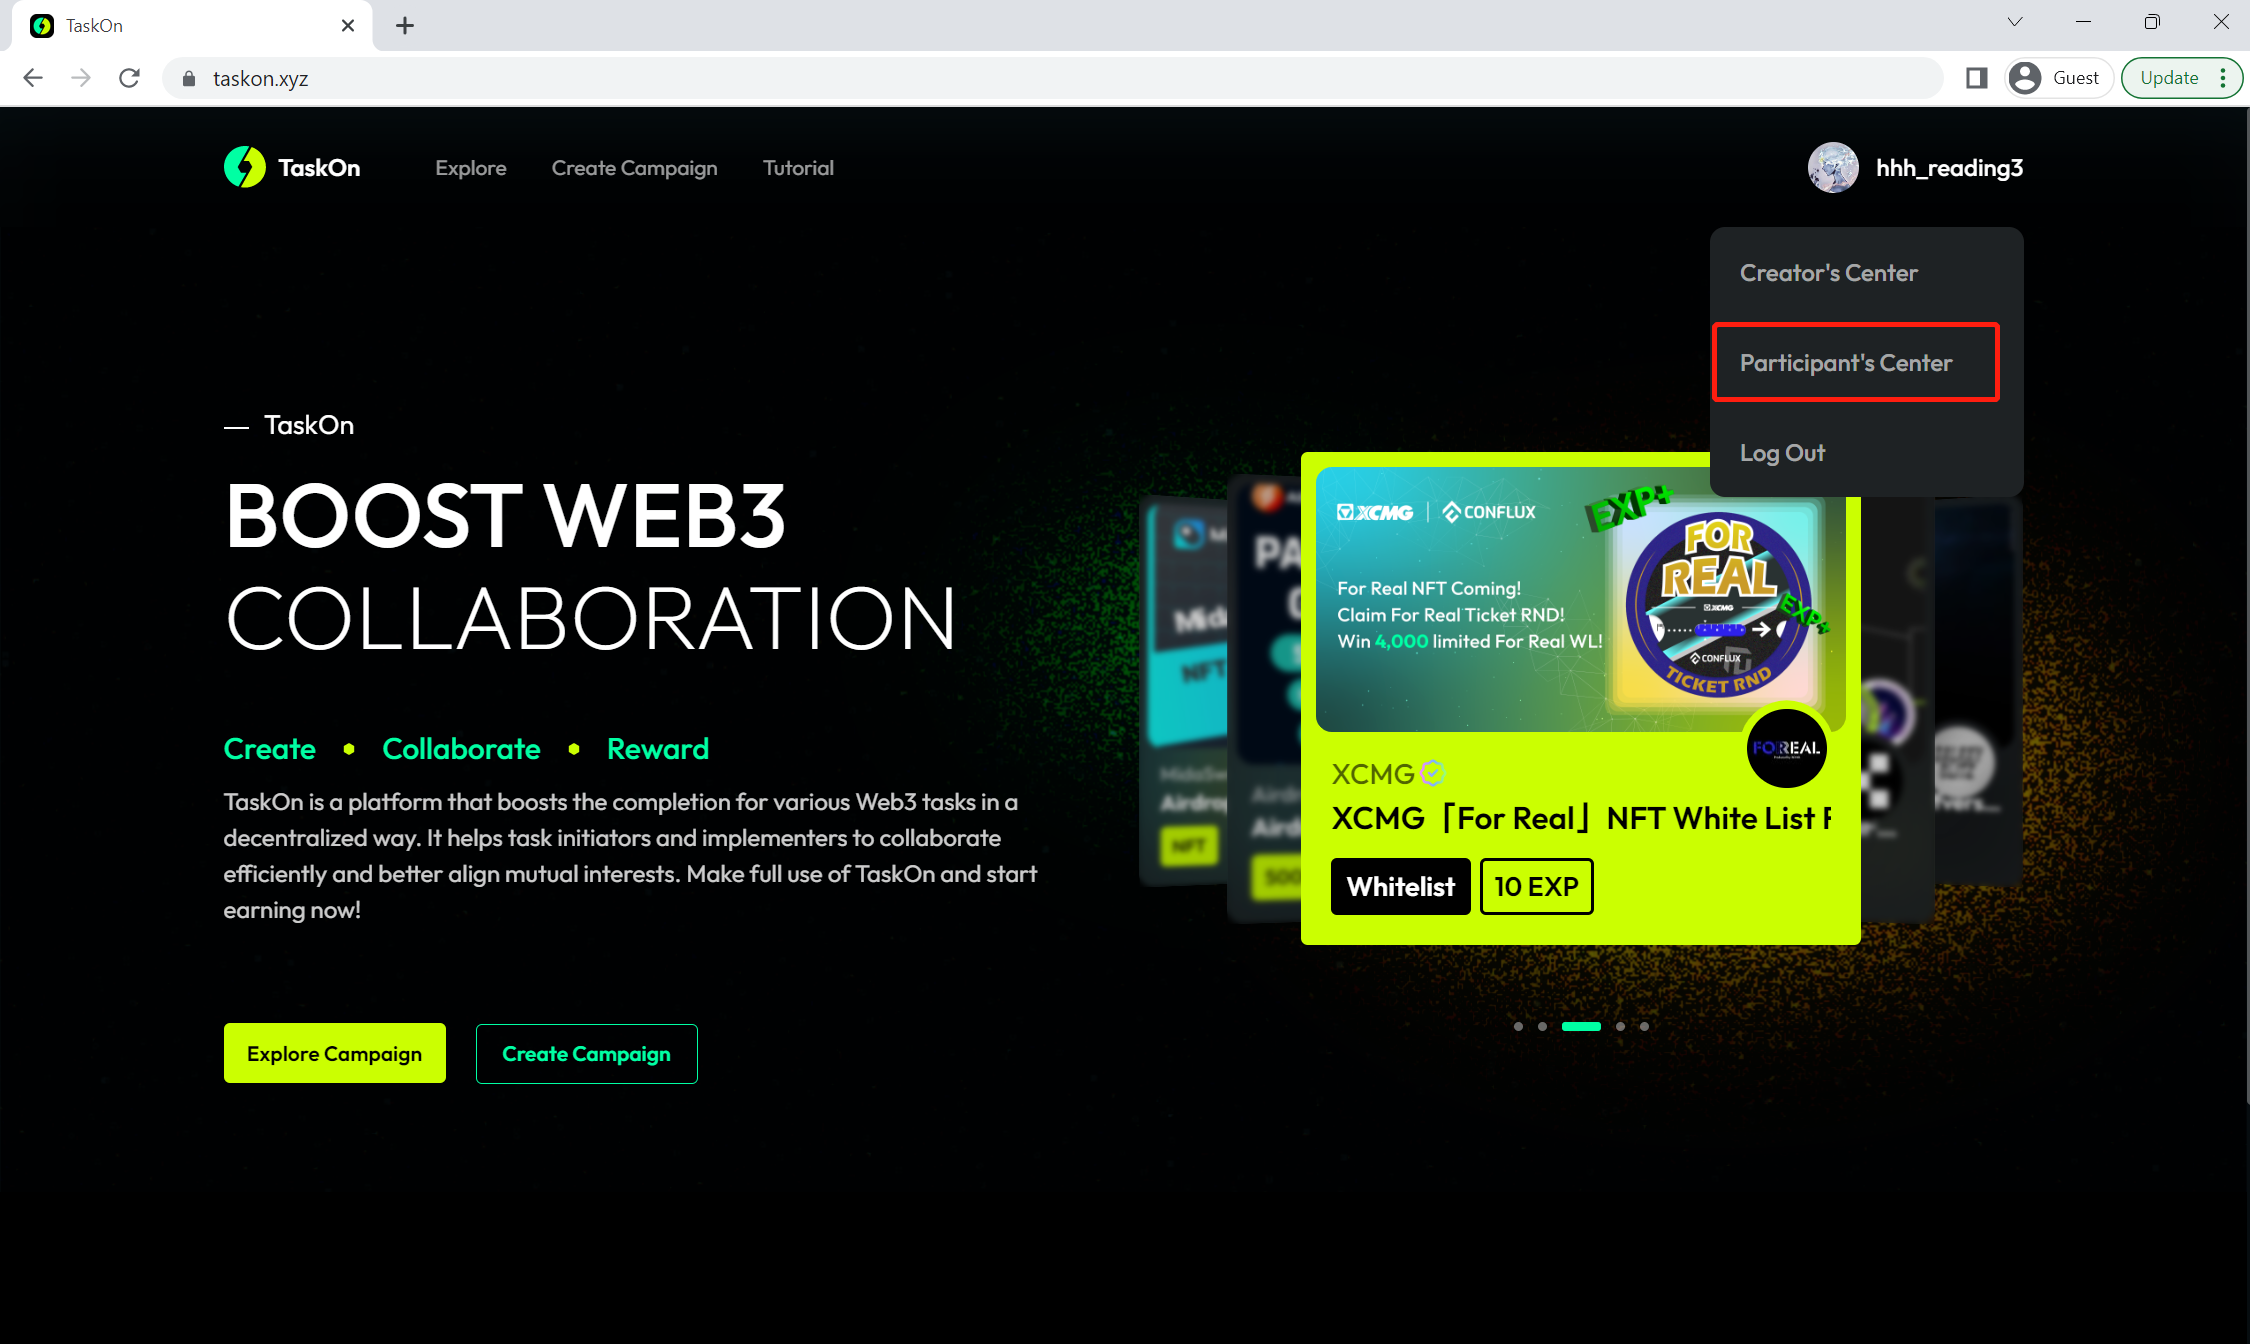 TaskOn
taskon.xyz
Guest
Update
TaskOn
Explore
Create Campaign
Tutorial
hhh_reading3
Creator's Center
Participant's Center
Log Out
— TaskOn
BOOST WEB3
COLLABORATION
Create • Collaborate • Reward
TaskOn is a platform that boosts the completion for various Web3 tasks in a
decentralized way. It helps task initiators and implementers to collaborate
efficiently and better align mutual interests. Make full use of TaskOn and start
earning now!
Explore Campaign
Create Campaign
NFT
NFT
XCMG | CONFLUX
For Real NFT Coming!
Claim For Real Ticket RND!
Win 4,000 limited For Real WL!
EXP+
FOR
REAL
XCMG
EXP+
CONFLUX
TICKET RND
FOREAL
XCMG
XCMG「For Real」NFT White List
Whitelist
10 EXP